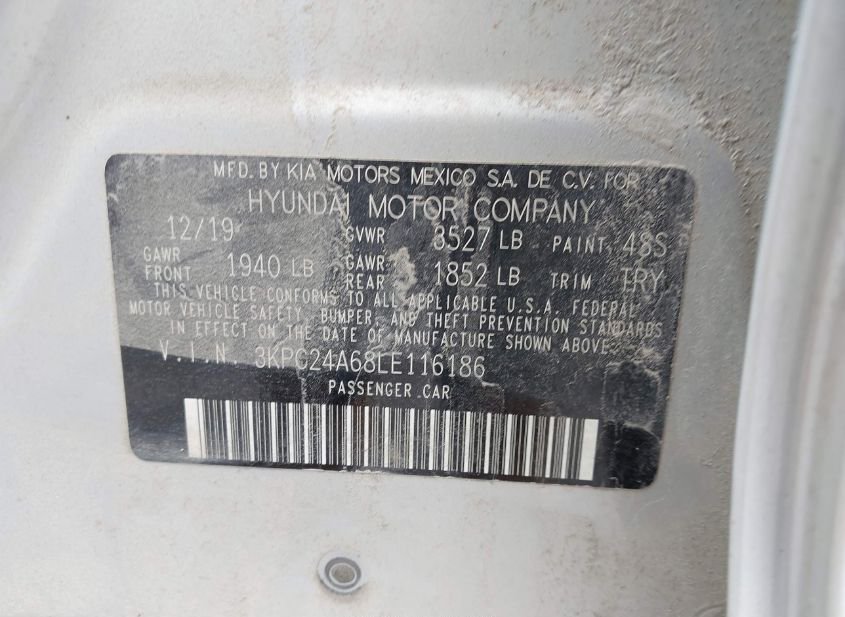 MFD. BY KIA MOTORS MEXICO S.A. DE C.V. FOR
HYUNDAI MOTOR COMPANY
12/19 GVWR 3527 LB PAINT 48S
GAWR FRONT 1940 LB GAWR REAR 1852 LB TRIM TRY
THIS VEHICLE CONFORMS TO ALL APPLICABLE U.S.A. FEDERAL
MOTOR VEHICLE SAFETY, BUMPER, AND THEFT PREVENTION STANDARDS
IN EFFECT ON THE DATE OF MANUFACTURE SHOWN ABOVE.
V.I.N. 3KPC24A68LE116186
PASSENGER CAR